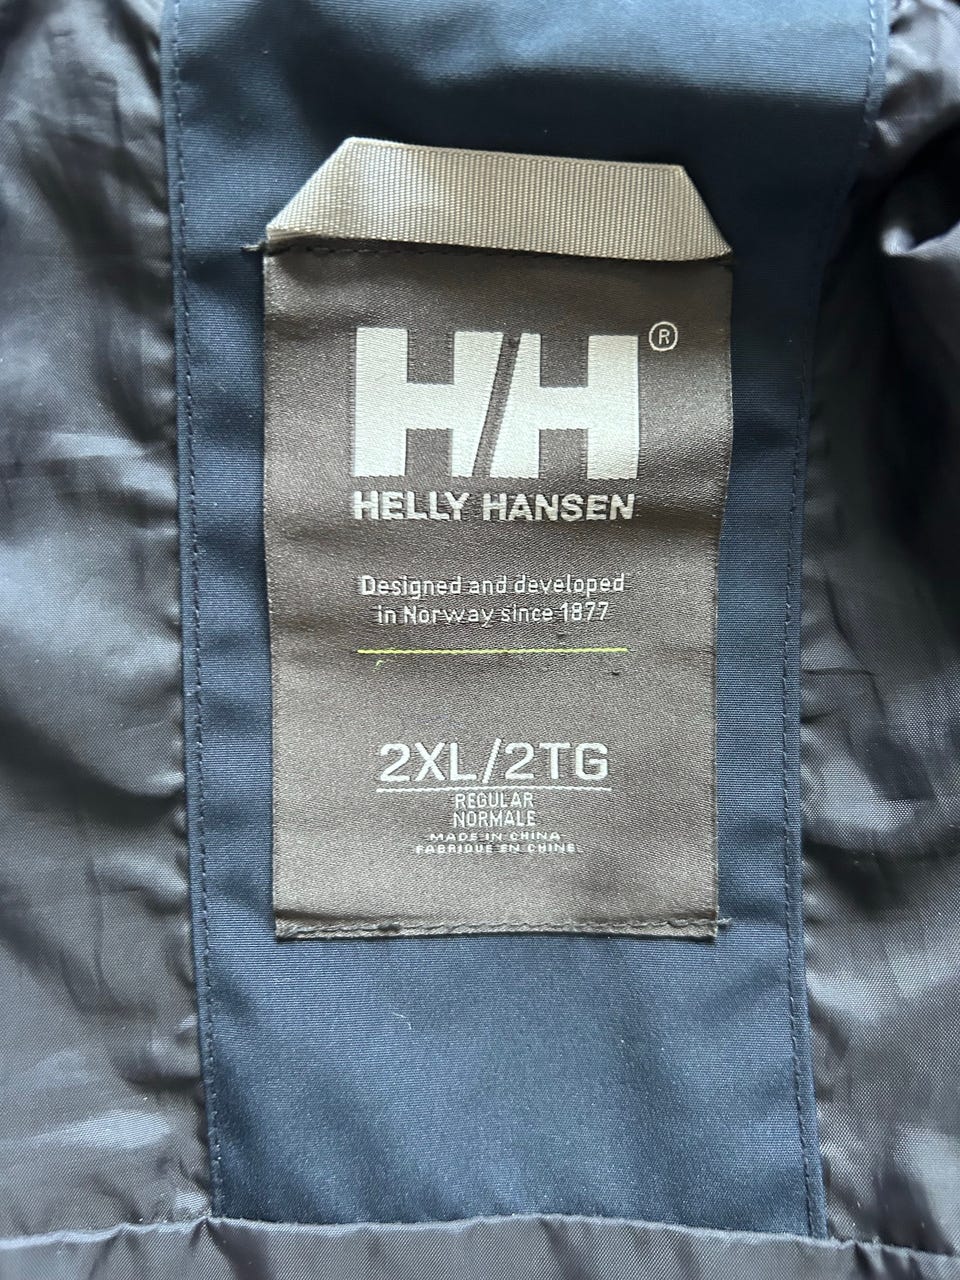 H/H®
HELLY HANSEN
Designed and developed
in Norway since 1877
2XL/2TG
REGULAR
NORMALE
MADE IN CHINA
FABRIQUE EN CHINE